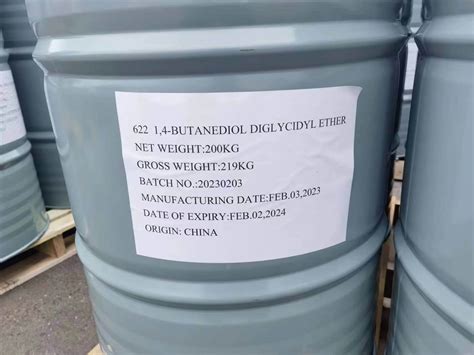 622 1,4-BUTANEDIOL DIGLYCIDYL ETHER
NET WEIGHT:200KG
GROSS WEIGHT:219KG
BATCH NO.:20230203
MANUFACTURING DATE:FEB.03,2023
DATE OF EXPIRY:FEB.02,2024
ORIGIN: CHINA